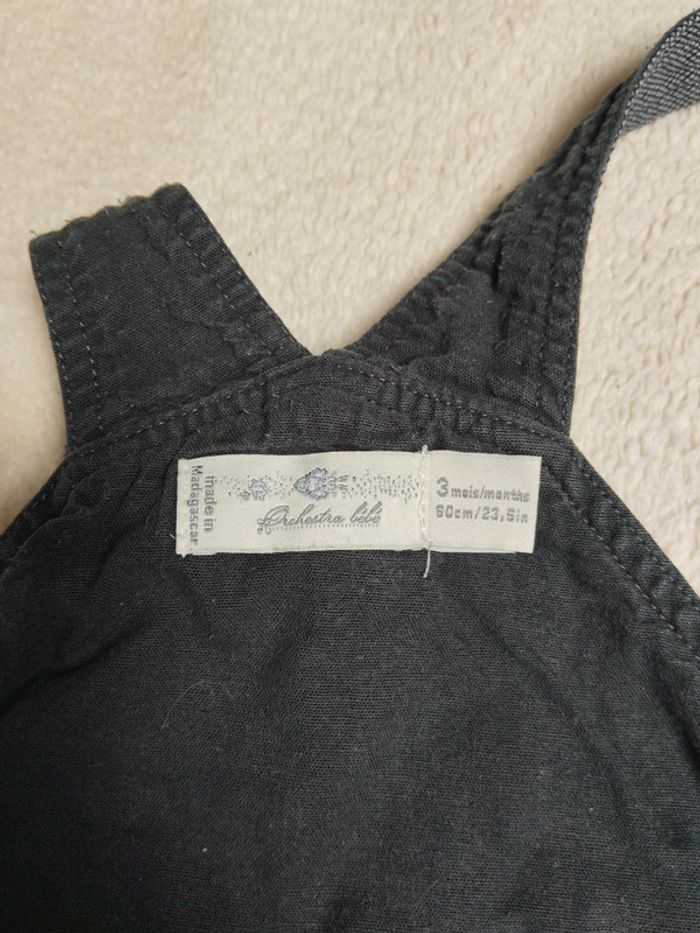 made in
Madagascar
Orchestra bébé
3 mois/months
60cm/23,5in